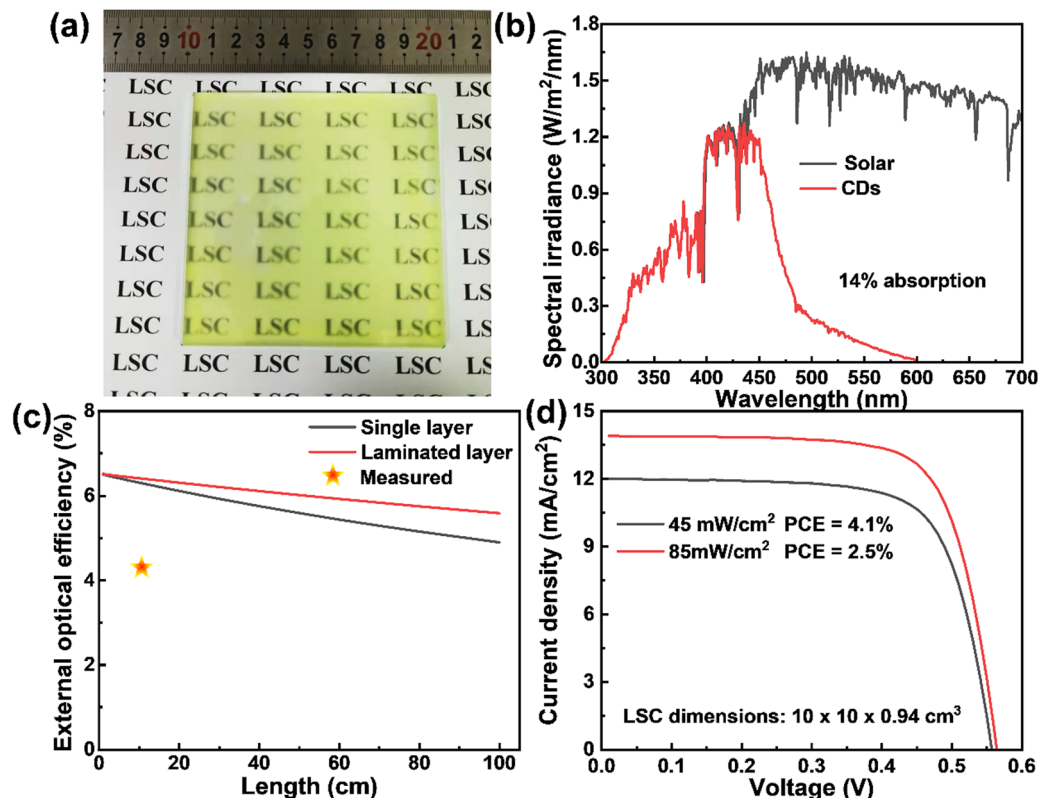 (a)
7 8 9 10 1 2 3 4 5 6 7 8 9 20 1 2
LSC LSC LSC LSC LSC
LSC LSC LSC LSC LSC LS
LSC LSC LSC LSC LSC LS
LSC LSC LSC LSC LSC LS
LSC LSC LSC LSC LSC LS
LSC LSC LSC LSC LSC LS
LSC LSC LSC LSC LSC LS
LSC LSC LSC LSC LSC LS
LSC LSC LSC LSC LSC LS
(b)
Spectral irradiance (W/m²/nm)
1.8
1.5
1.2
0.9
0.6
0.3
0.0
Solar
CDs
14% absorption
300 350 400 450 500 550 600 650 700
Wavelength (nm)
(c)
External optical efficiency (%)
8
6
4
2
0
Single layer
Laminated layer
Measured
0 20 40 60 80 100
Length (cm)
(d)
Current density (mA/cm²)
15
12
9
6
3
0
45 mW/cm² PCE = 4.1%
85mW/cm² PCE = 2.5%
LSC dimensions: 10 x 10 x 0.94 cm³
0.0 0.1 0.2 0.3 0.4 0.5 0.6
Voltage (V)